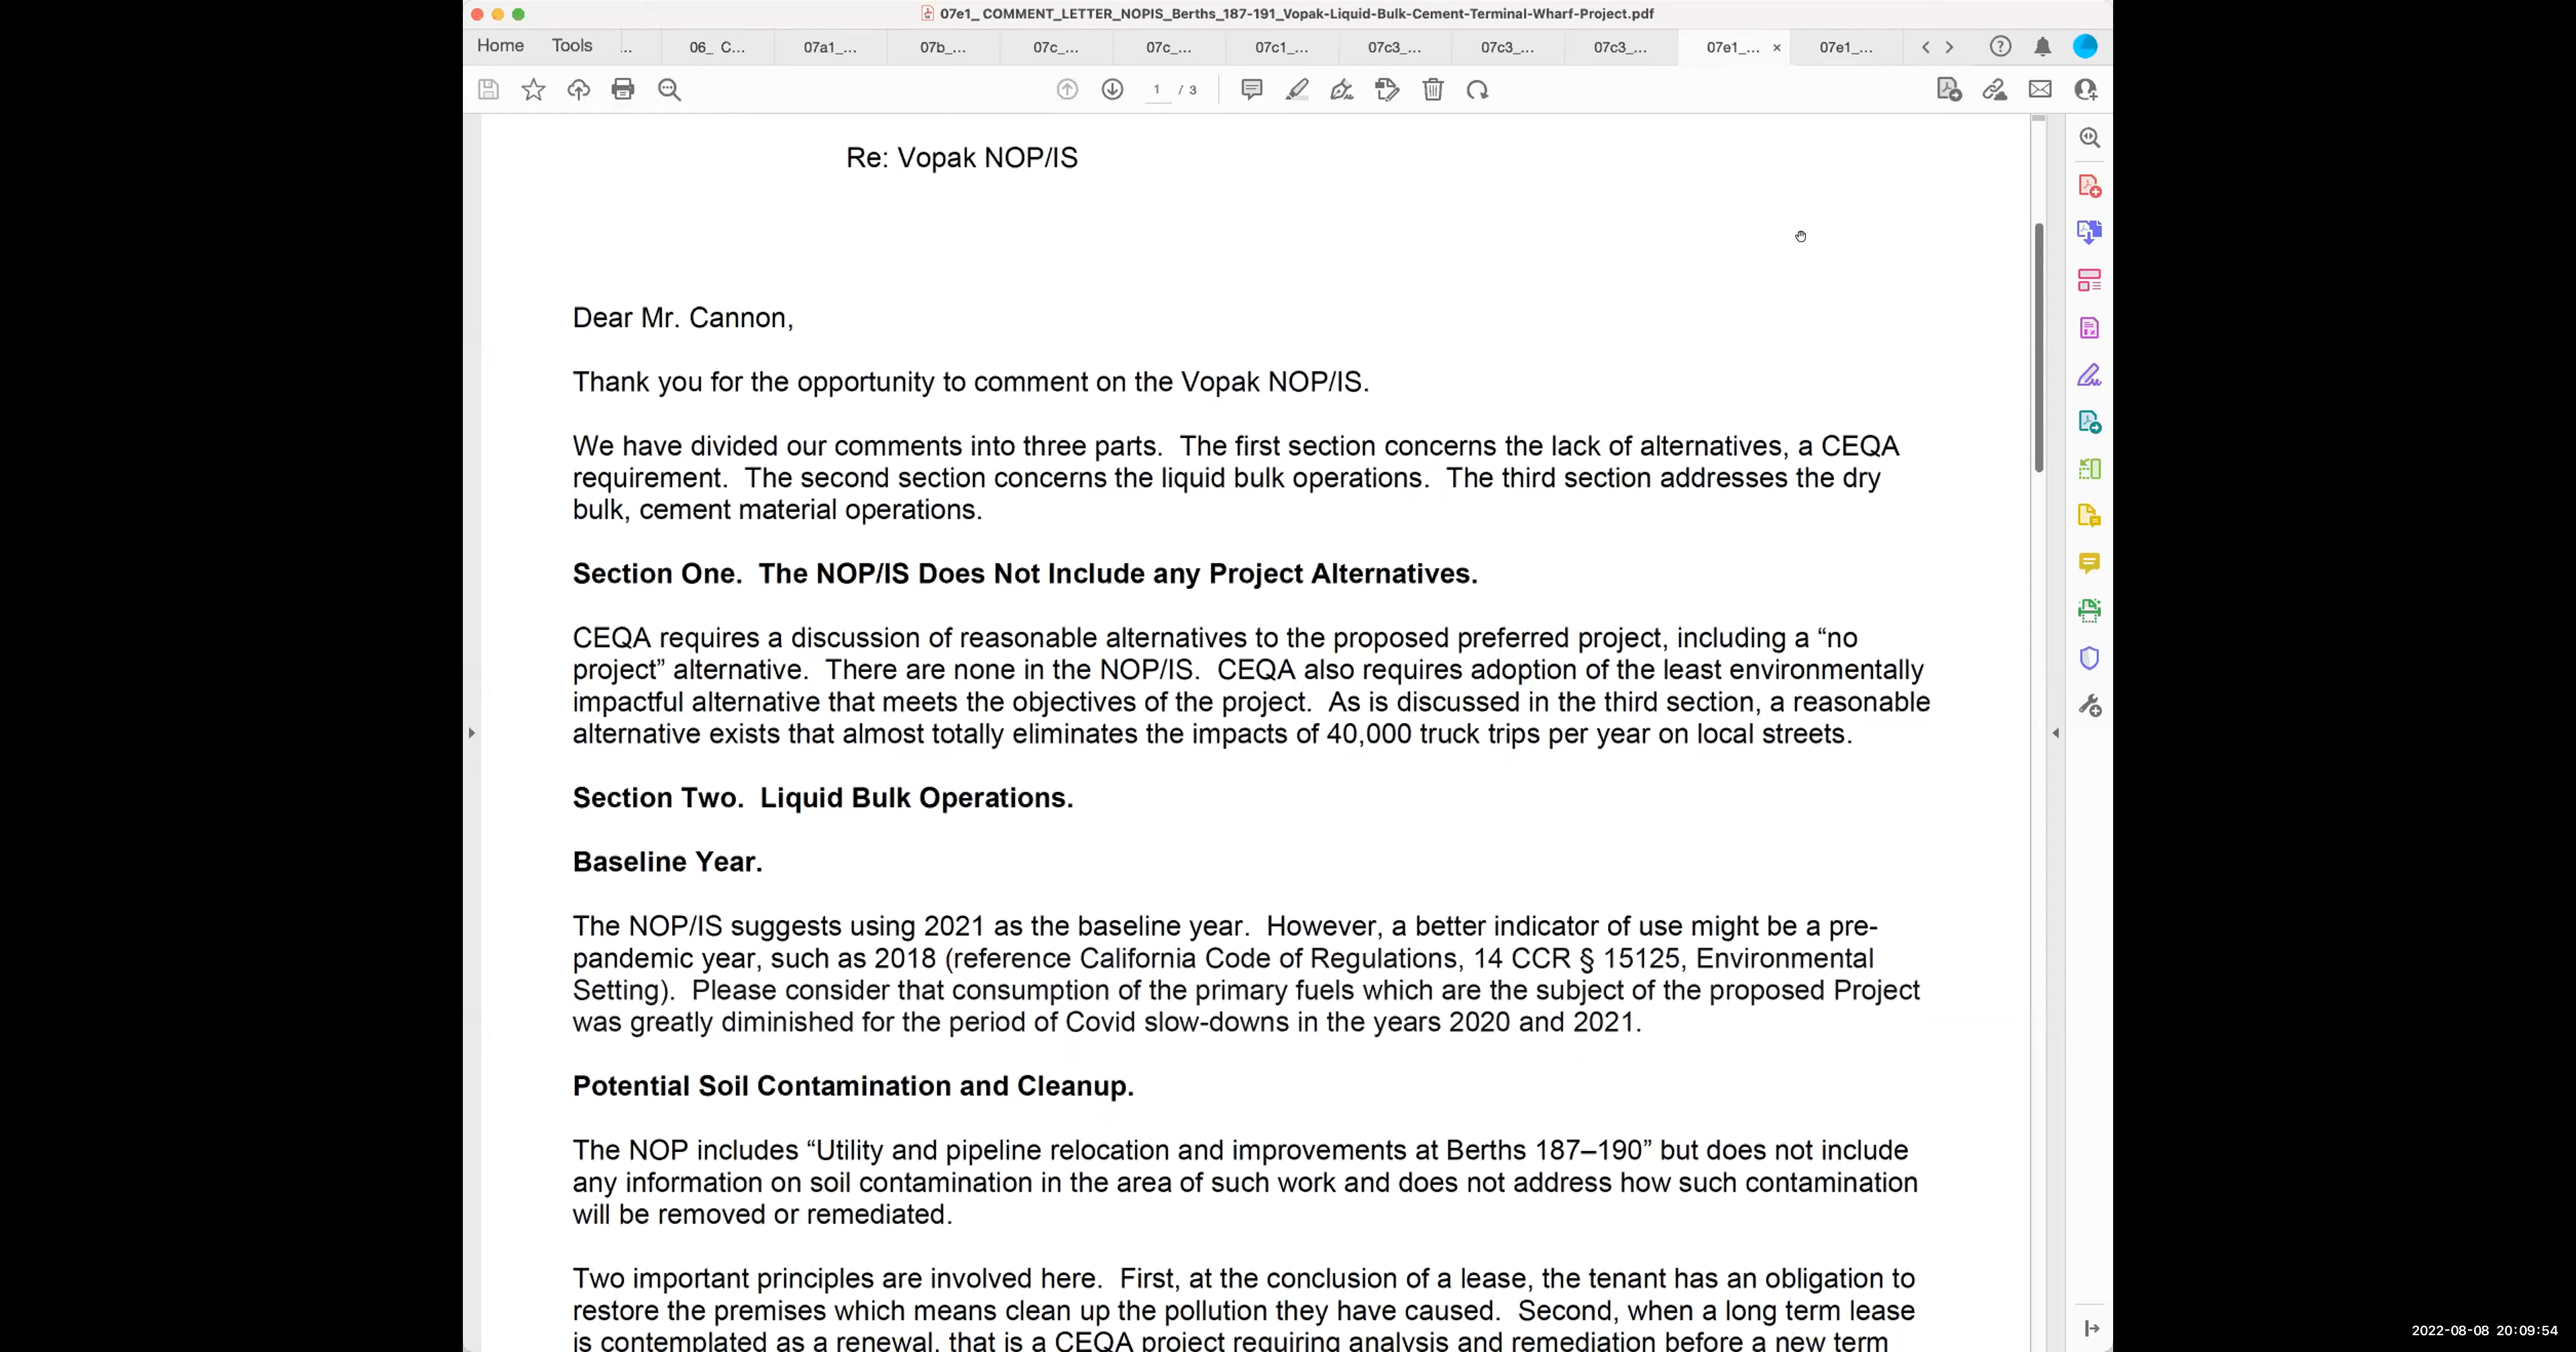 07e1_ COMMENT_LETTER_NOPIS_Berths_187-191_Vopak-Liquid-Bulk-Cement-Terminal-Wharf-Project.pdf
Home Tools ... 06_ C... 07a1_... 07b_... 07c_... 07c_... 07c1_... 07c3_... 07c3_... 07c3_... 07e1_... × 07e1_...
1 / 3
Re: Vopak NOP/IS
Dear Mr. Cannon,
Thank you for the opportunity to comment on the Vopak NOP/IS.
We have divided our comments into three parts.  The first section concerns the lack of alternatives, a CEQA
requirement.  The second section concerns the liquid bulk operations.  The third section addresses the dry
bulk, cement material operations.
Section One.  The NOP/IS Does Not Include any Project Alternatives.
CEQA requires a discussion of reasonable alternatives to the proposed preferred project, including a “no
project” alternative.  There are none in the NOP/IS.  CEQA also requires adoption of the least environmentally
impactful alternative that meets the objectives of the project.  As is discussed in the third section, a reasonable
alternative exists that almost totally eliminates the impacts of 40,000 truck trips per year on local streets.
Section Two.  Liquid Bulk Operations.
Baseline Year.
The NOP/IS suggests using 2021 as the baseline year.  However, a better indicator of use might be a pre-
pandemic year, such as 2018 (reference California Code of Regulations, 14 CCR § 15125, Environmental
Setting).  Please consider that consumption of the primary fuels which are the subject of the proposed Project
was greatly diminished for the period of Covid slow-downs in the years 2020 and 2021.
Potential Soil Contamination and Cleanup.
The NOP includes “Utility and pipeline relocation and improvements at Berths 187–190” but does not include
any information on soil contamination in the area of such work and does not address how such contamination
will be removed or remediated.
Two important principles are involved here.  First, at the conclusion of a lease, the tenant has an obligation to
restore the premises which means clean up the pollution they have caused.  Second, when a long term lease
is contemplated as a renewal, that is a CEQA project requiring analysis and remediation before a new term
2022-08-08 20:09:54